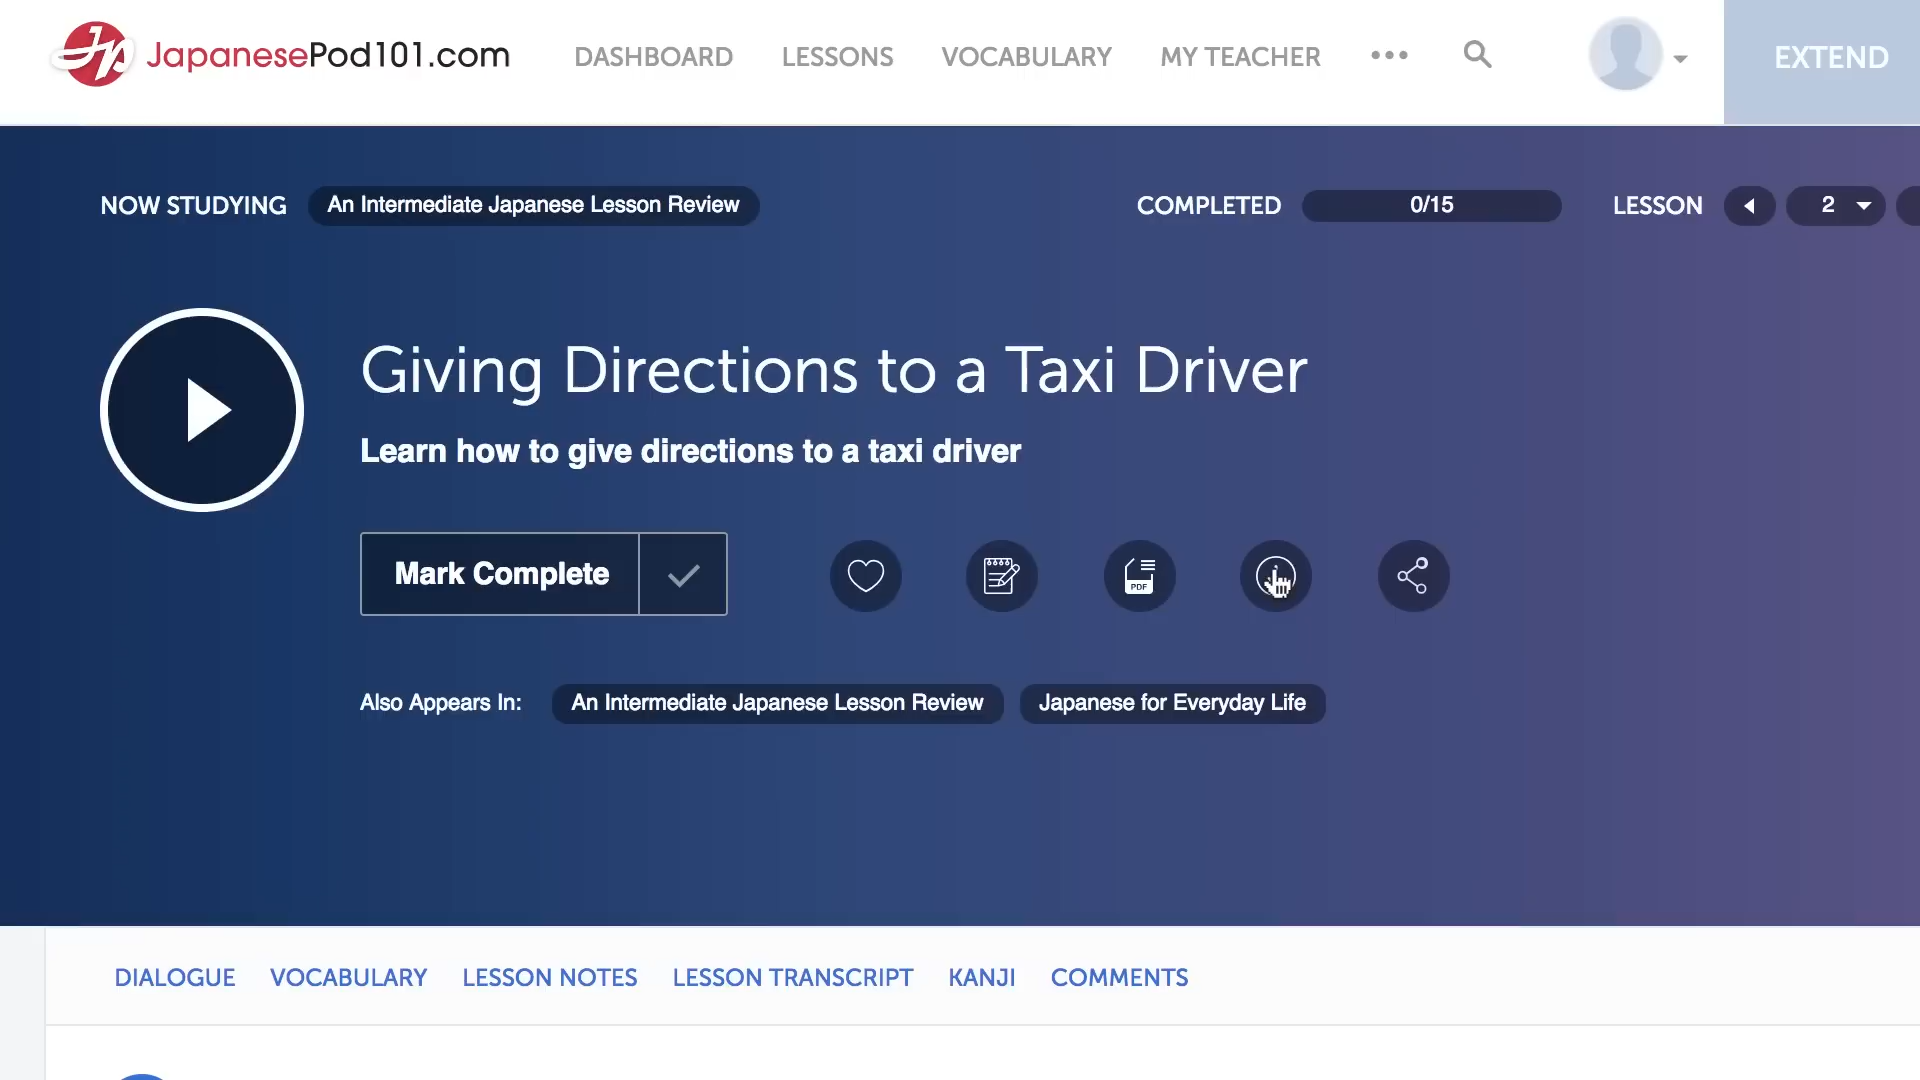 JapanesePod101.com DASHBOARD LESSONS VOCABULARY MY TEACHER EXTEND
NOW STUDYING An Intermediate Japanese Lesson Review COMPLETED 0/15 LESSON 2
Giving Directions to a Taxi Driver
Learn how to give directions to a taxi driver
Mark Complete
PDF
Also Appears In: An Intermediate Japanese Lesson Review Japanese for Everyday Life
DIALOGUE VOCABULARY LESSON NOTES LESSON TRANSCRIPT KANJI COMMENTS